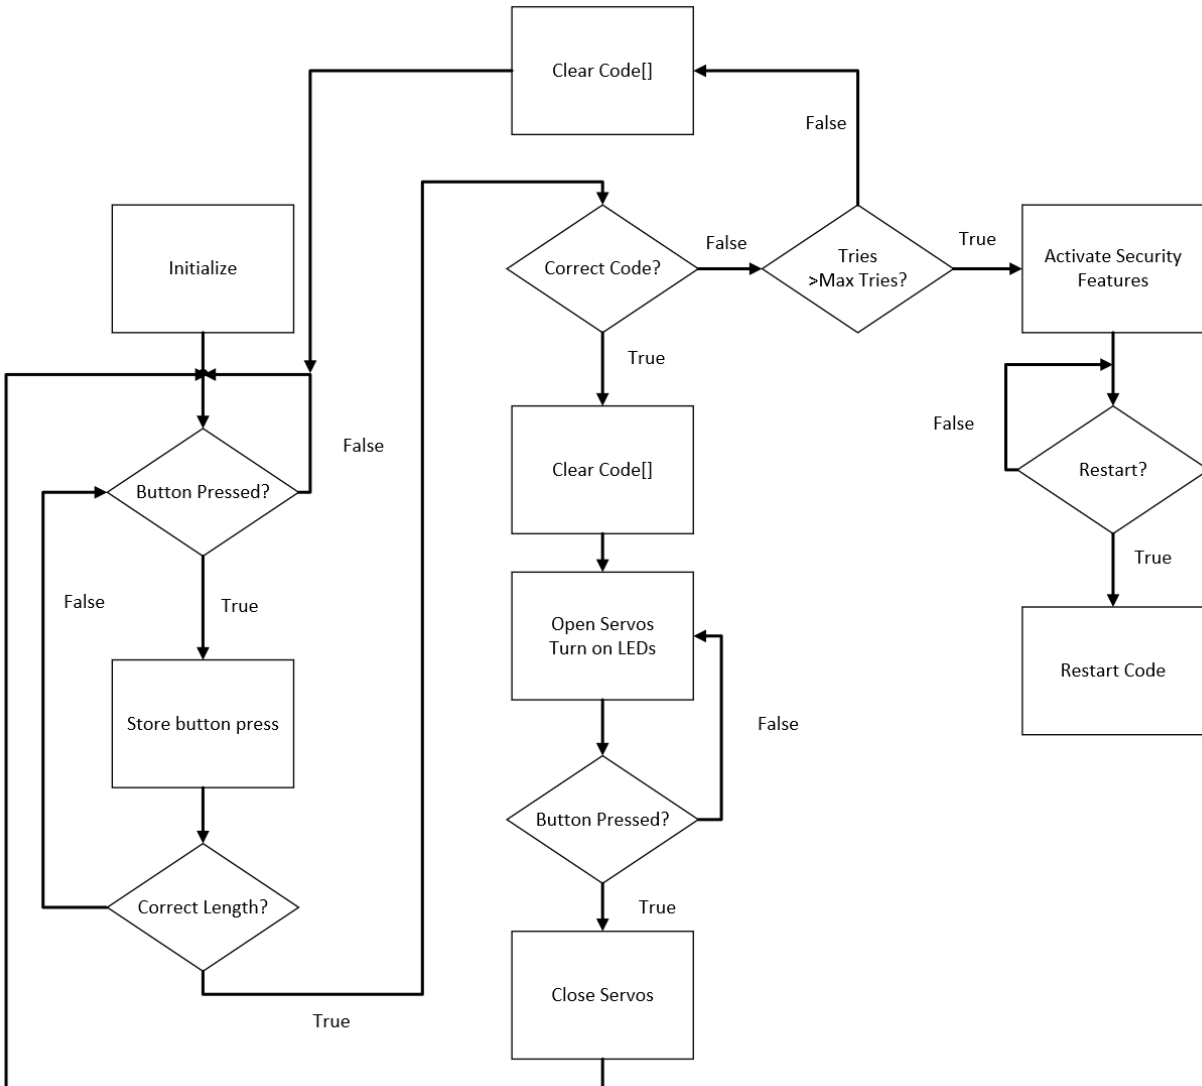 Clear Code[]
False
Initialize
Correct Code?
False
Tries
>Max Tries?
True
Activate Security
Features
True
False
False
Button Pressed?
Clear Code[]
Restart?
False
True
True
Open Servos
Turn on LEDs
Restart Code
Store button press
False
Button Pressed?
Correct Length?
True
Close Servos
True